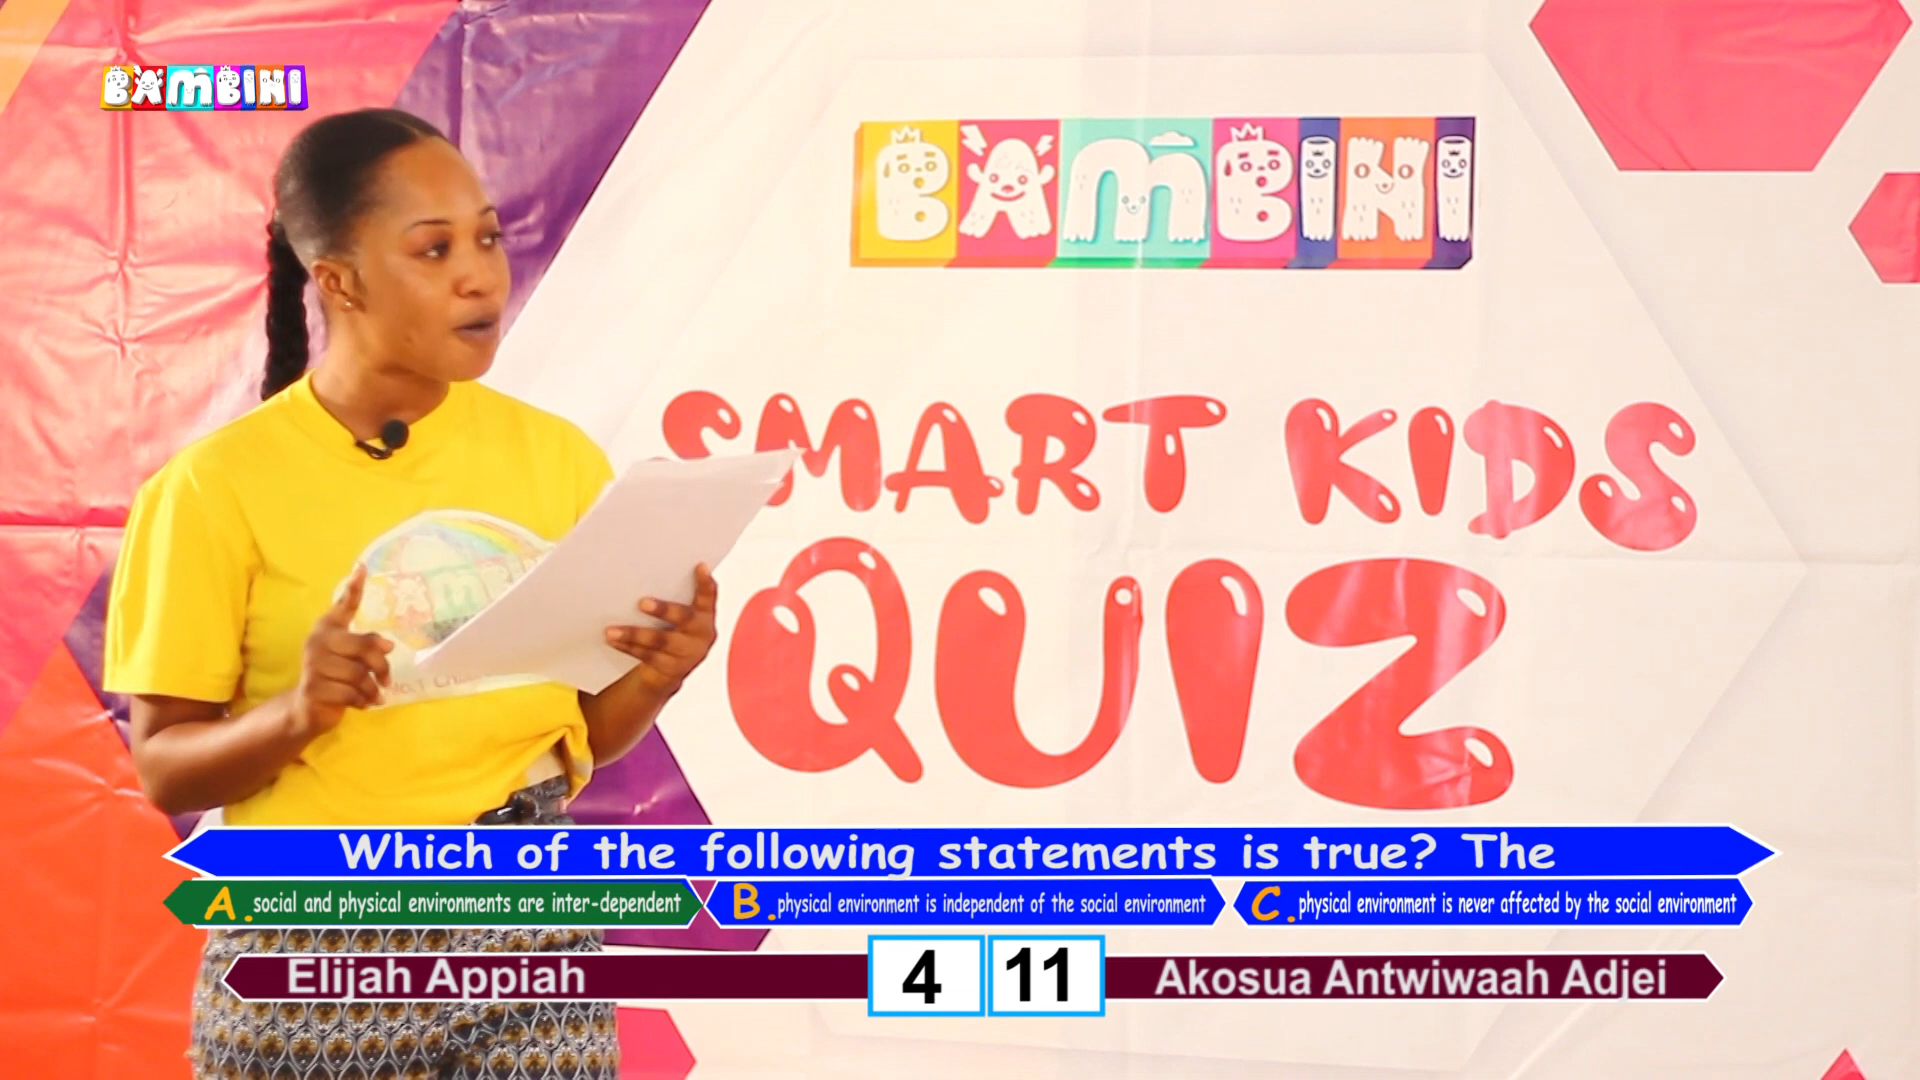 BAMBINI
BAMBINI
SMART KIDS
QUIZ
Which of the following statements is true? The
A. social and physical environments are inter-dependent
B. physical environment is independent of the social environment
C. physical environment is never affected by the social environment
Elijah Appiah 4 11 Akosua Antwiwaah Adjei